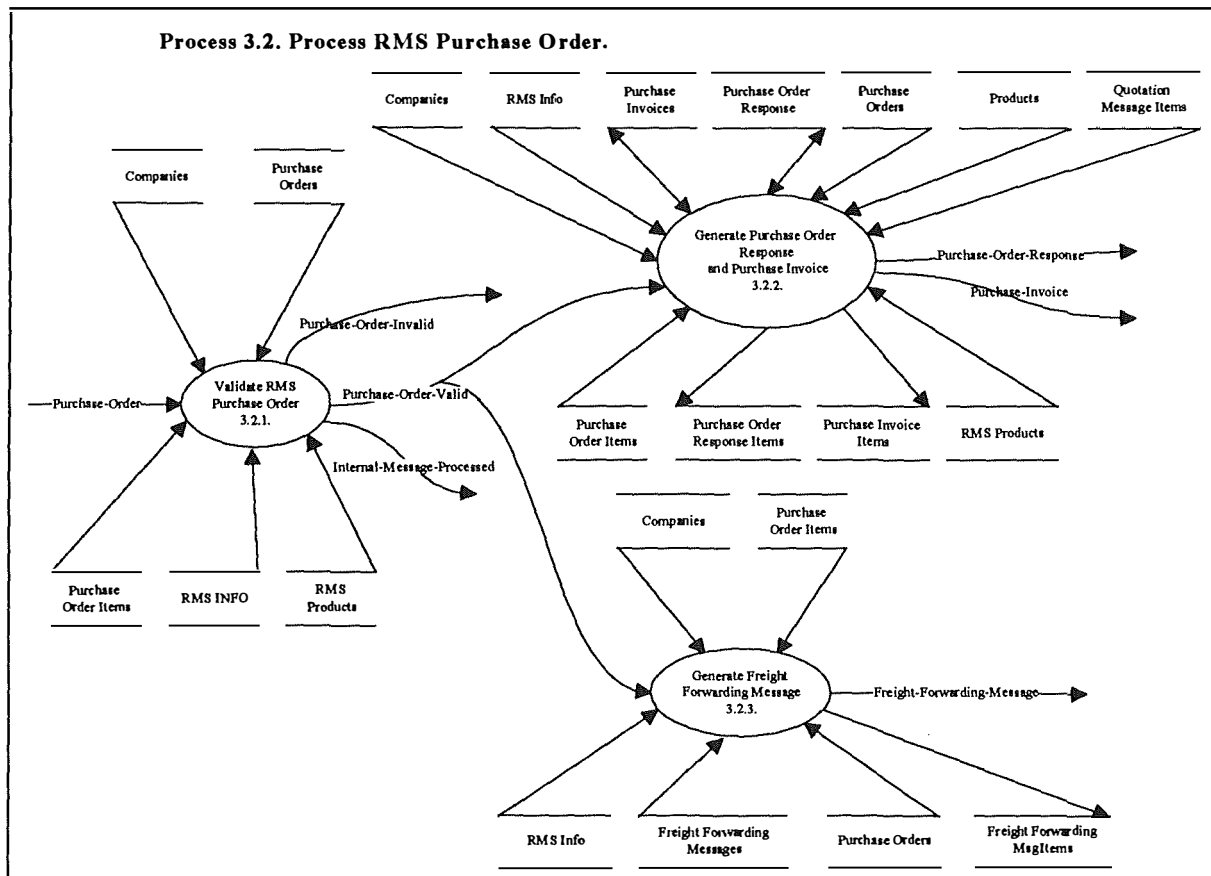 Process 3.2. Process RMS Purchase Order.
Companies
RMS Info
Purchase
Invoices
Purchase Order
Response
Purchase
Orders
Products
Quotation
Message Items
Companies
Purchase
Orders
Generate Purchase Order
Response
and Purchase Invoice
3.2.2.
Purchase-Order-Response
Purchase-Invoice
Purchase-Order-Invalid
Purchase-Order
Validate RMS
Purchase Order
3.2.1.
Purchase-Order-Valid
Internal-Message-Processed
Purchase
Order Items
Purchase Order
Response Items
Purchase Invoice
Items
RMS Products
Purchase
Order Items
RMS INFO
RMS
Products
Companies
Purchase
Order Items
Generate Freight
Forwarding Message
3.2.3.
Freight-Forwarding-Message
RMS Info
Freight Forwarding
Messages
Purchase Orders
Freight Forwarding
MsgItems